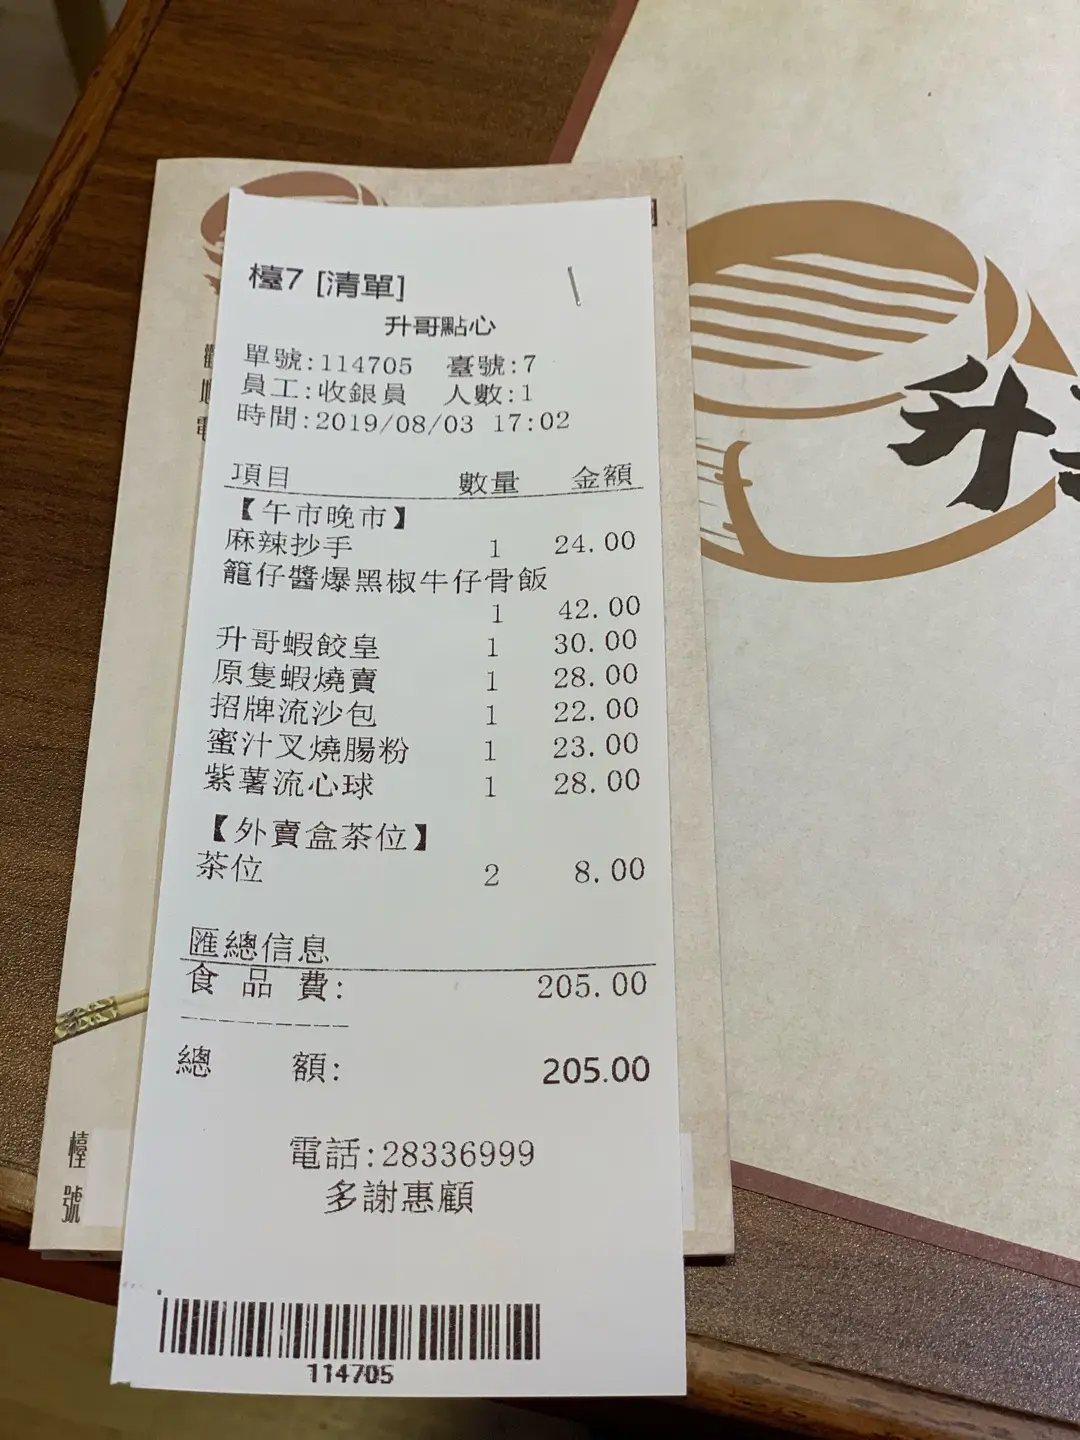 檯7 [清單]
升哥點心
單號:114705 臺號:7
員工:收銀員 人數:1
時間:2019/08/03 17:02
項目 數量 金額
【午市晚市】
麻辣抄手 1 24.00
籠仔醬爆黑椒牛仔骨飯
1 42.00
升哥蝦餃皇 1 30.00
原隻蝦燒賣 1 28.00
招牌流沙包 1 22.00
蜜汁叉燒腸粉 1 23.00
紫薯流心球 1 28.00
【外賣盒茶位】
茶位 2 8.00
匯總信息
食品費: 205.00
---------
總額: 205.00
電話:28336999
多謝惠顧
114705
檯號
升